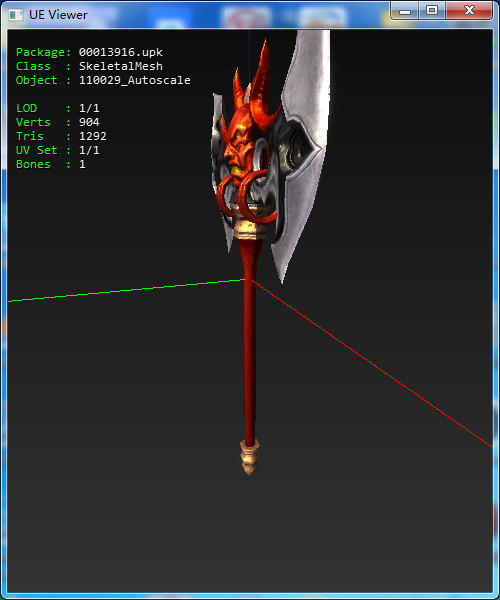 UE Viewer
Package: 00013916.upk
Class  : SkeletalMesh
Object : 110029_Autoscale
LOD    : 1/1
Verts  : 904
Tris   : 1292
UV Set : 1/1
Bones  : 1